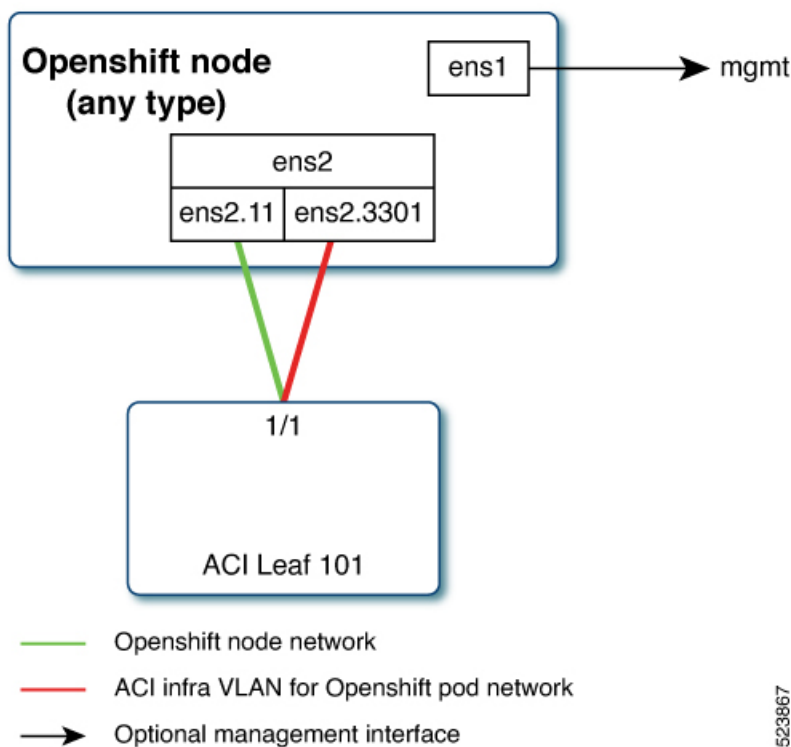 Openshift node
(any type)
ens1
mgmt
ens2
ens2.11
ens2.3301
1/1
ACI Leaf 101
Openshift node network
ACI infra VLAN for Openshift pod network
Optional management interface
523867